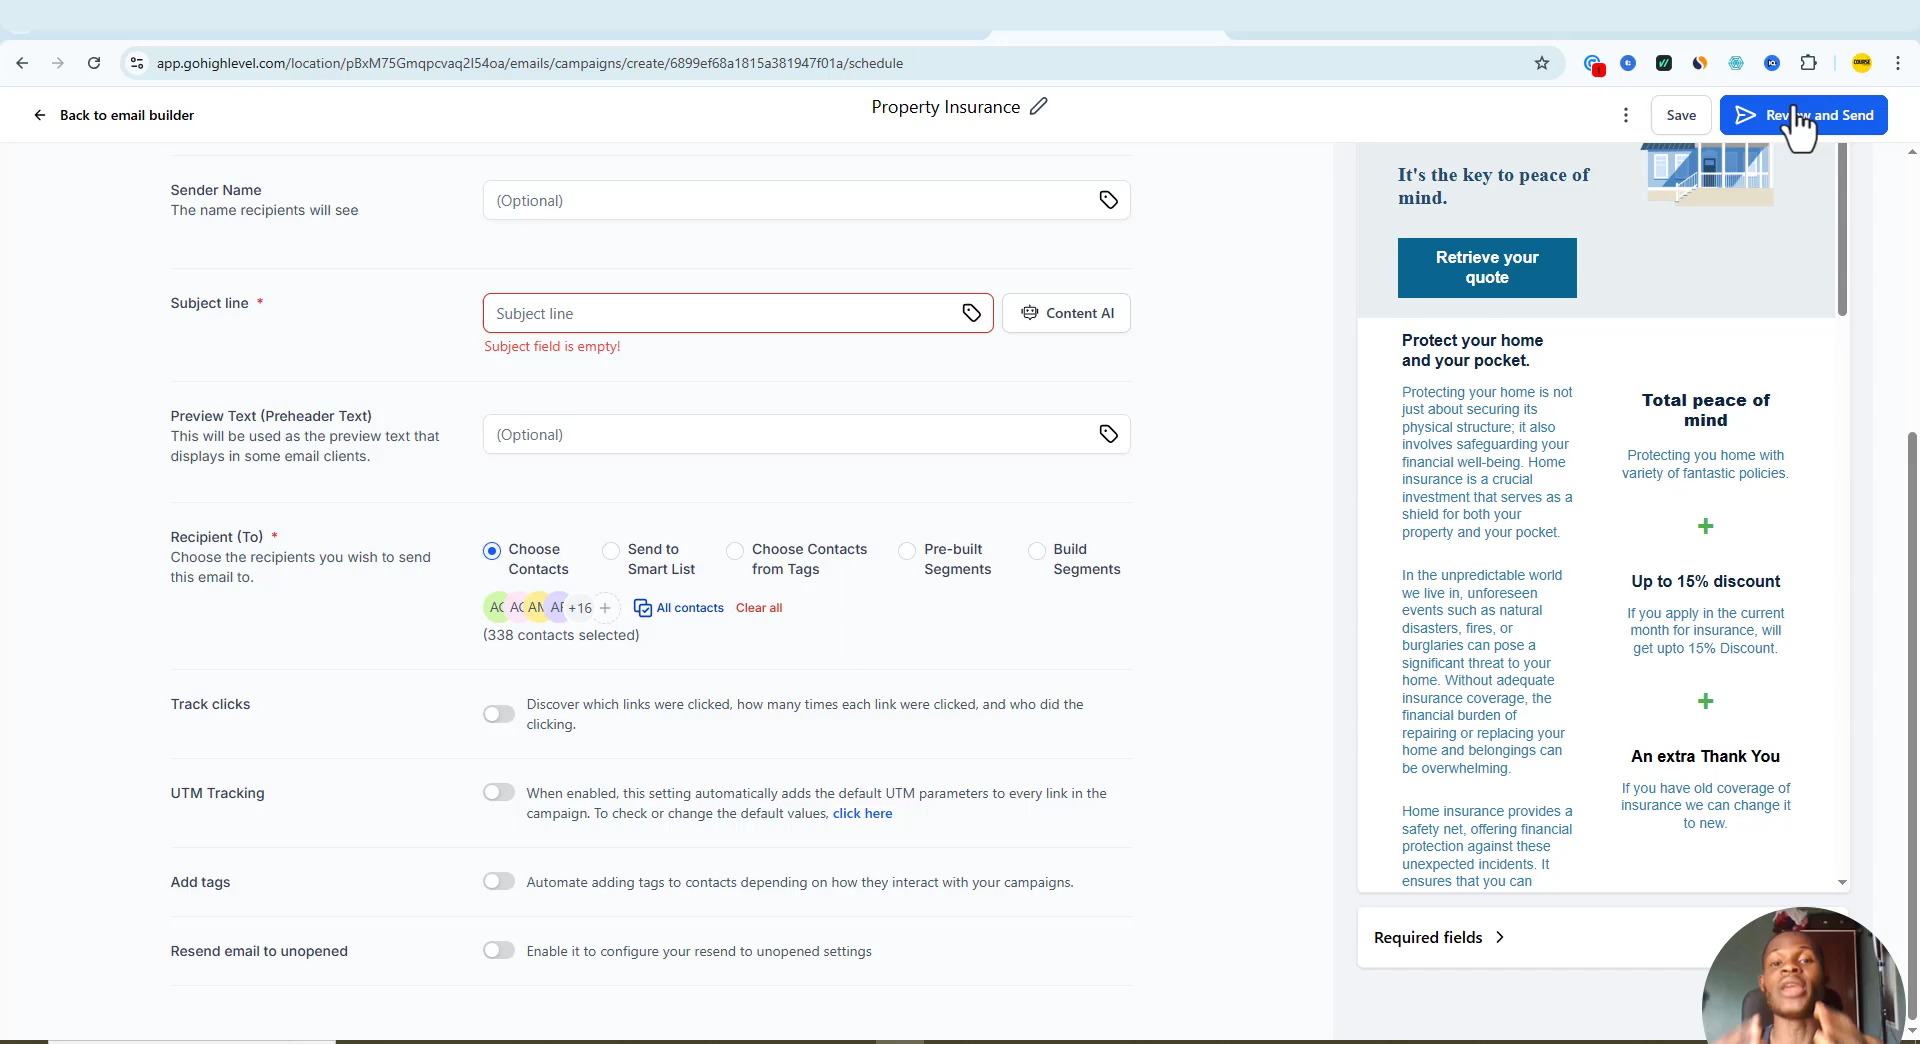 app.gohighlevel.com/location/pBxM75Gmqpcvaq2l54oa/emails/campaigns/create/6899ef68a1815a381947f01a/schedule
COURSE
Back to email builder
Property Insurance
Save
Review and Send
Sender Name
The name recipients will see
(Optional)
Subject line *
Subject line
Content AI
Subject field is empty!
Preview Text (Preheader Text)
This will be used as the preview text that
displays in some email clients.
(Optional)
Recipient (To) *
Choose the recipients you wish to send
this email to.
Choose
Contacts
Send to
Smart List
Choose Contacts
from Tags
Pre-built
Segments
Build
Segments
+16
All contacts
Clear all
(338 contacts selected)
Track clicks
Discover which links were clicked, how many times each link were clicked, and who did the
clicking.
UTM Tracking
When enabled, this setting automatically adds the default UTM parameters to every link in the
campaign. To check or change the default values, click here
Add tags
Automate adding tags to contacts depending on how they interact with your campaigns.
Resend email to unopened
Enable it to configure your resend to unopened settings
It's the key to peace of
mind.
Retrieve your
quote
Protect your home
and your pocket.
Protecting your home is not
just about securing its
physical structure; it also
involves safeguarding your
financial well-being. Home
insurance is a crucial
investment that serves as a
shield for both your
property and your pocket.
In the unpredictable world
we live in, unforeseen
events such as natural
disasters, fires, or
burglaries can pose a
significant threat to your
home. Without adequate
insurance coverage, the
financial burden of
repairing or replacing your
home and belongings can
be overwhelming.
Home insurance provides a
safety net, offering financial
protection against these
unexpected incidents. It
ensures that you can
Total peace of
mind
Protecting you home with
variety of fantastic policies.
+
Up to 15% discount
If you apply in the current
month for insurance, will
get upto 15% Discount.
+
An extra Thank You
If you have old coverage of
insurance we can change it
to new.
Required fields